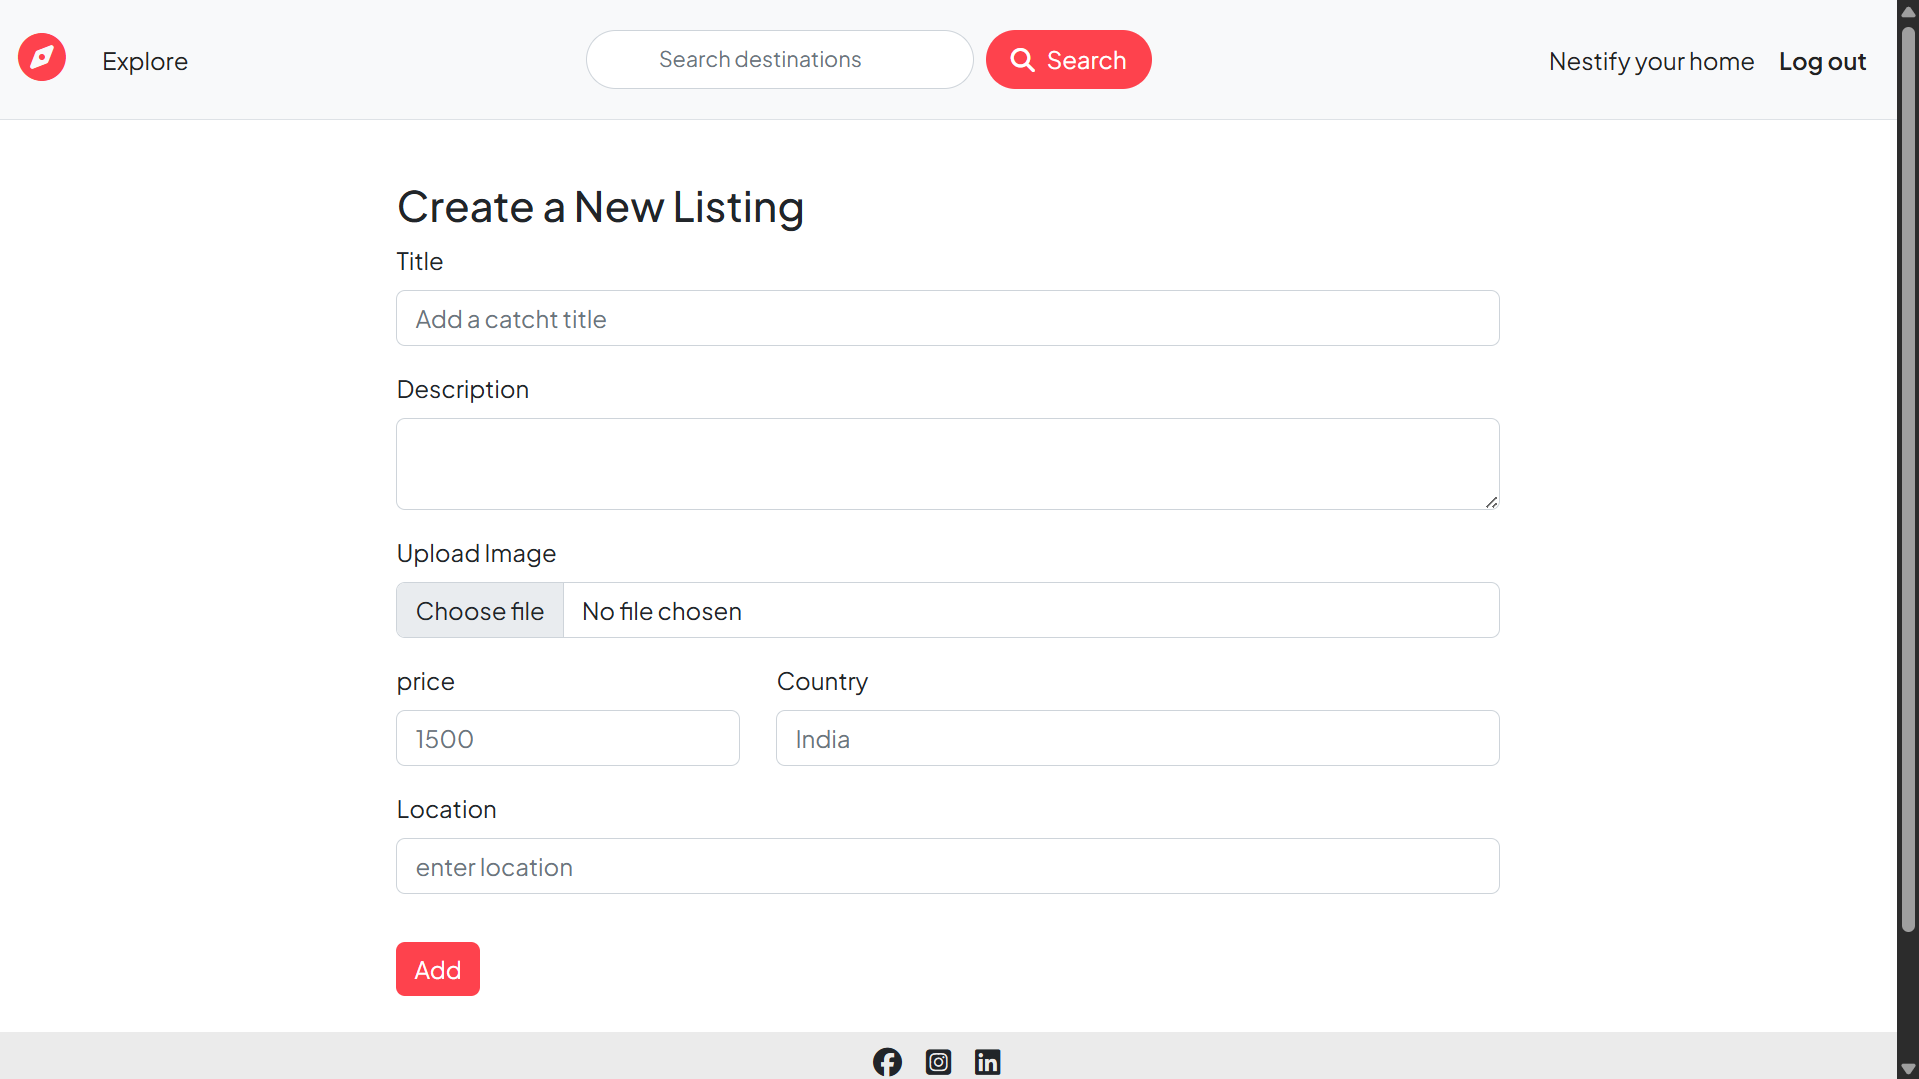 Explore
Search destinations
Search
Nestify your home
Log out
Create a New Listing
Title
Add a catcht title
Description
Upload Image
Choose file
No file chosen
price
Country
1500
India
Location
enter location
Add